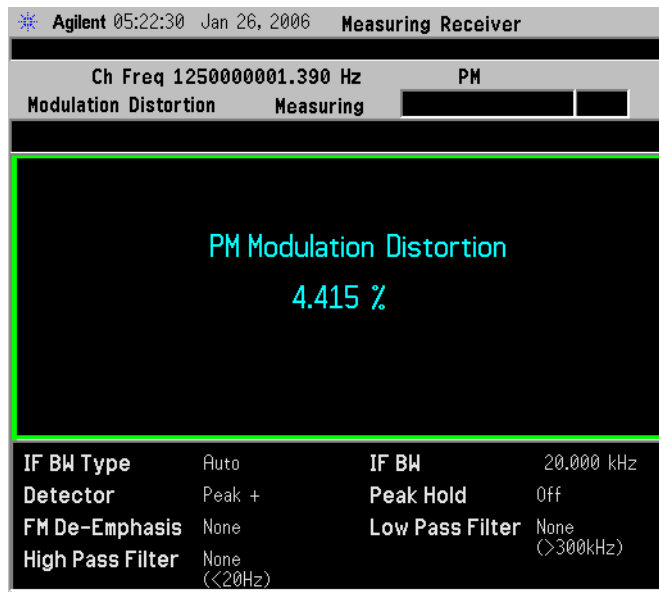 Agilent 05:22:30 Jan 26, 2006 Measuring Receiver
Ch Freq 1250000001.390 Hz PM
Modulation Distortion Measuring
PM Modulation Distortion
4.415 %
IF BW Type Auto IF BW 20.000 kHz
Detector Peak + Peak Hold Off
FM De-Emphasis None Low Pass Filter None
(>300kHz)
High Pass Filter None
(<20Hz)